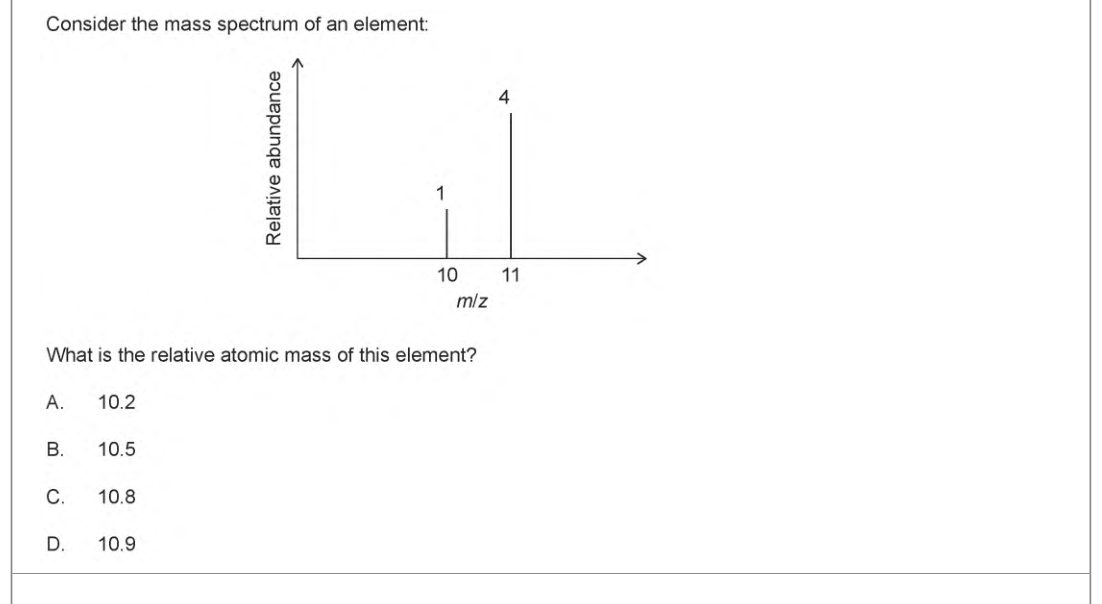 Consider the mass spectrum of an element:
Relative abundance
4
1
10 11
m/z
What is the relative atomic mass of this element?
A. 10.2
B. 10.5
C. 10.8
D. 10.9